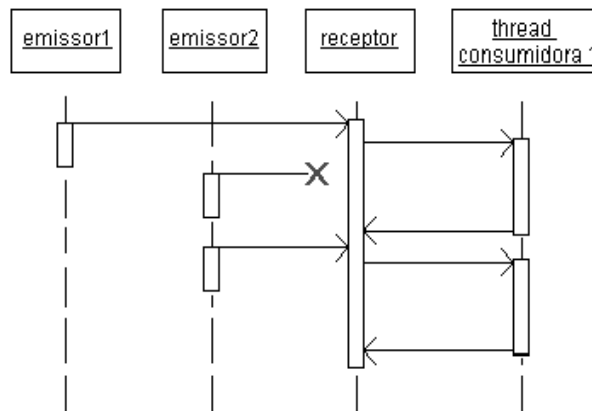 emissor1
emissor2
receptor
thread
consumidora 1